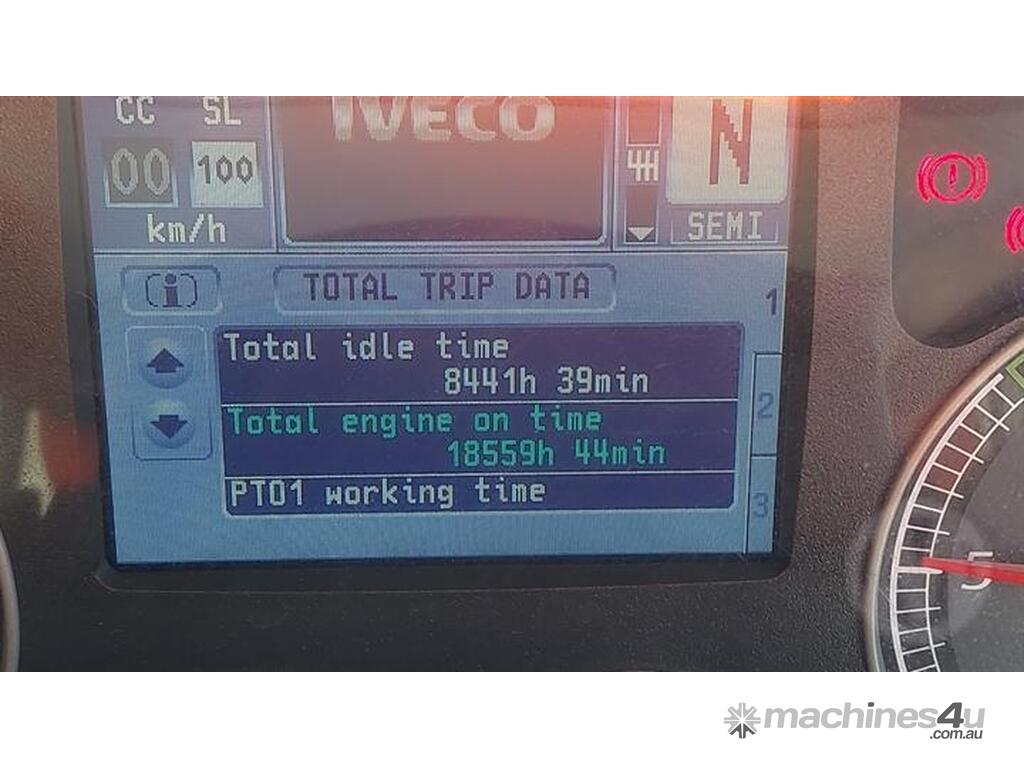 CC SL
IVECO
N
00 100
km/h
SEMI
i TOTAL TRIP DATA
1
Total idle time
8441h 39min
2
Total engine on time
18559h 44min
PTO1 working time
3
5
machines4u
.com.au